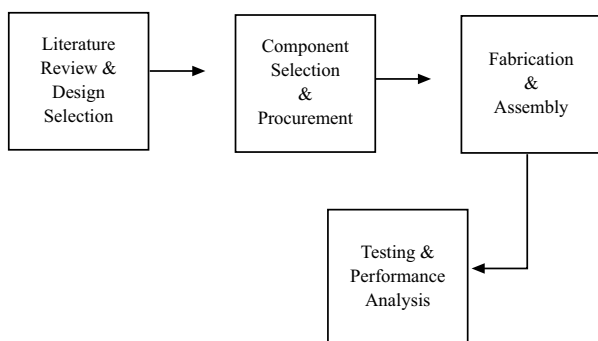 Literature
Review &
Design
Selection
Component
Selection
&
Procurement
Fabrication
&
Assembly
Testing &
Performance
Analysis